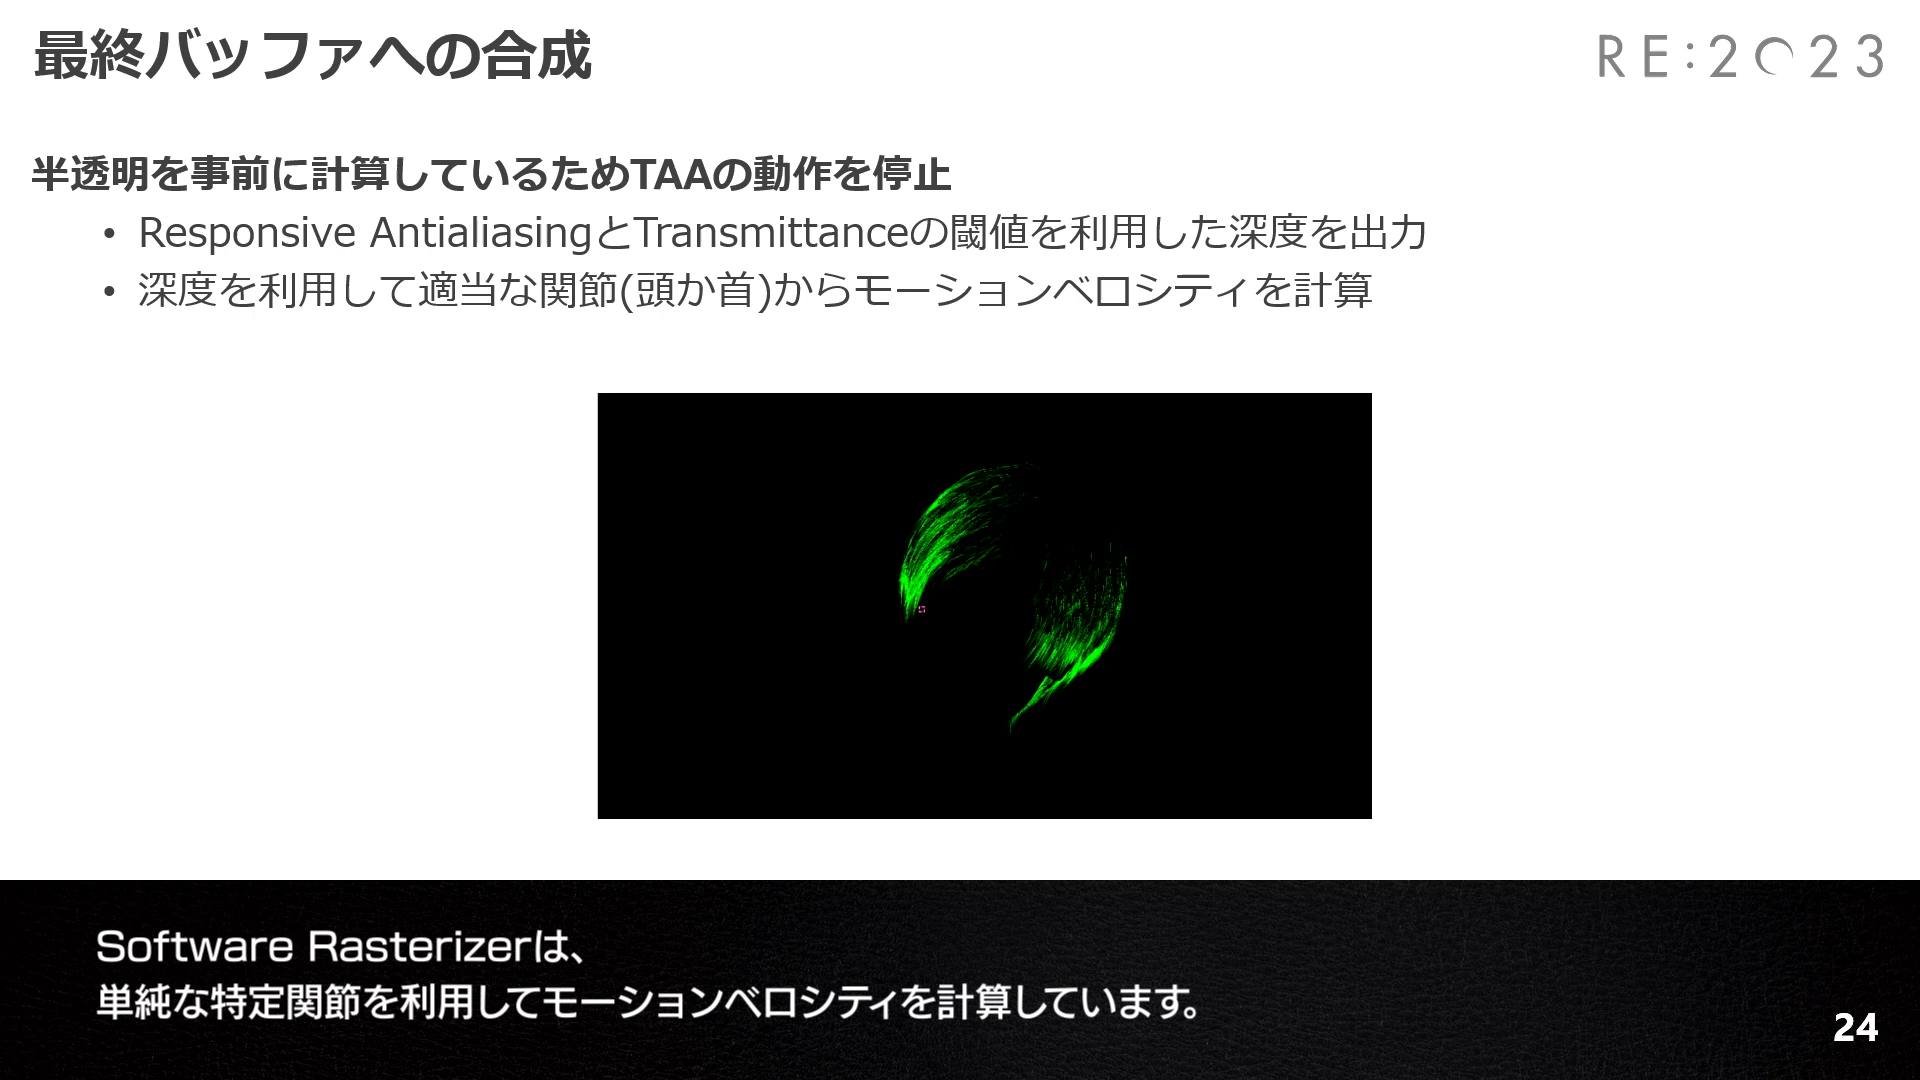 最終バッファへの合成
RE:2023
半透明を事前に計算しているためTAAの動作を停止
• Responsive AntialiasingとTransmittanceの閾値を利用した深度を出力
• 深度を利用して適当な関節(頭か首)からモーションベロシティを計算
Software Rasterizerは、
単純な特定関節を利用してモーションベロシティを計算しています。
24